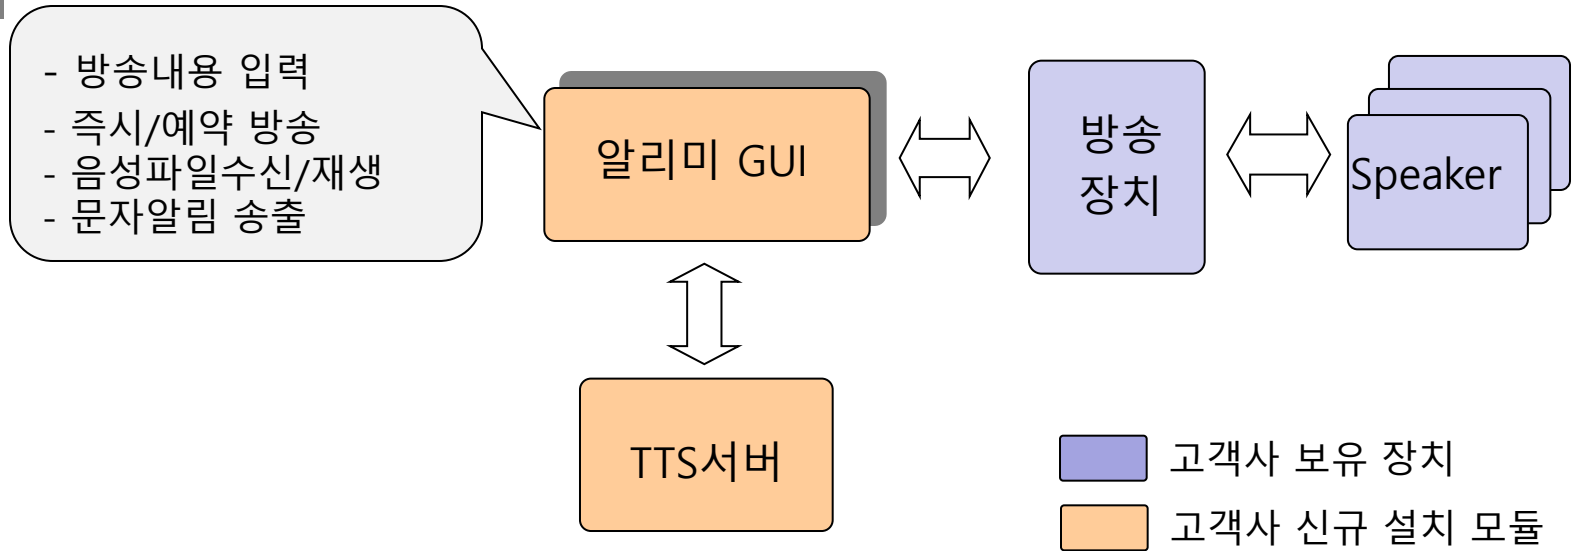 - 방송내용 입력
- 즉시/예약 방송
- 음성파일수신/재생
- 문자알림 송출
알리미 GUI
방송
장치
Speaker
TTS서버
고객사 보유 장치
고객사 신규 설치 모듈